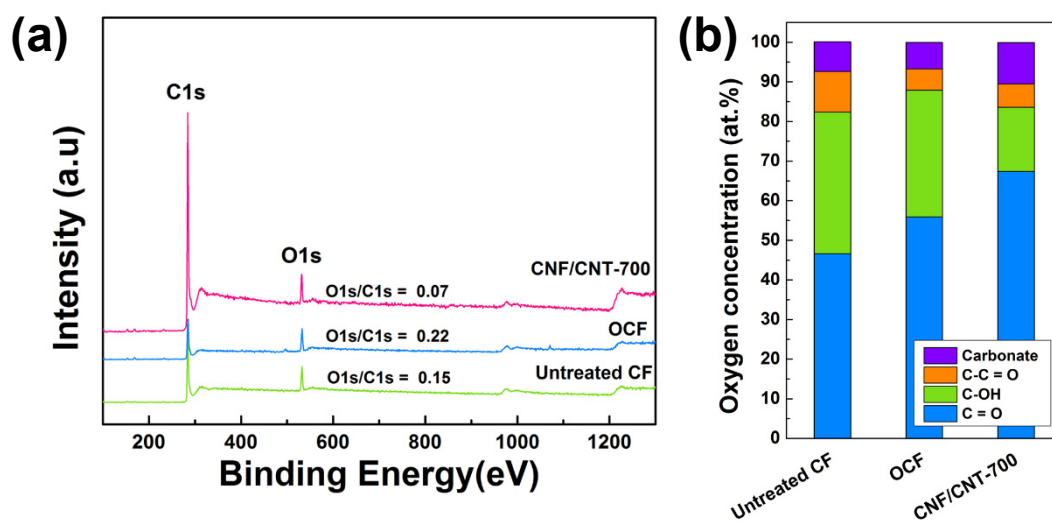 (a)
Intensity (a.u)
C1s
O1s
CNF/CNT-700
O1s/C1s = 0.07
OCF
O1s/C1s = 0.22
Untreated CF
O1s/C1s = 0.15
200 400 600 800 1000 1200
Binding Energy(eV)
(b)
Oxygen concentration (at.%)
100
90
80
70
60
50
40
30
20
10
0
Carbonate
C-C = O
C-OH
C = O
Untreated CF
OCF
CNF/CNT-700